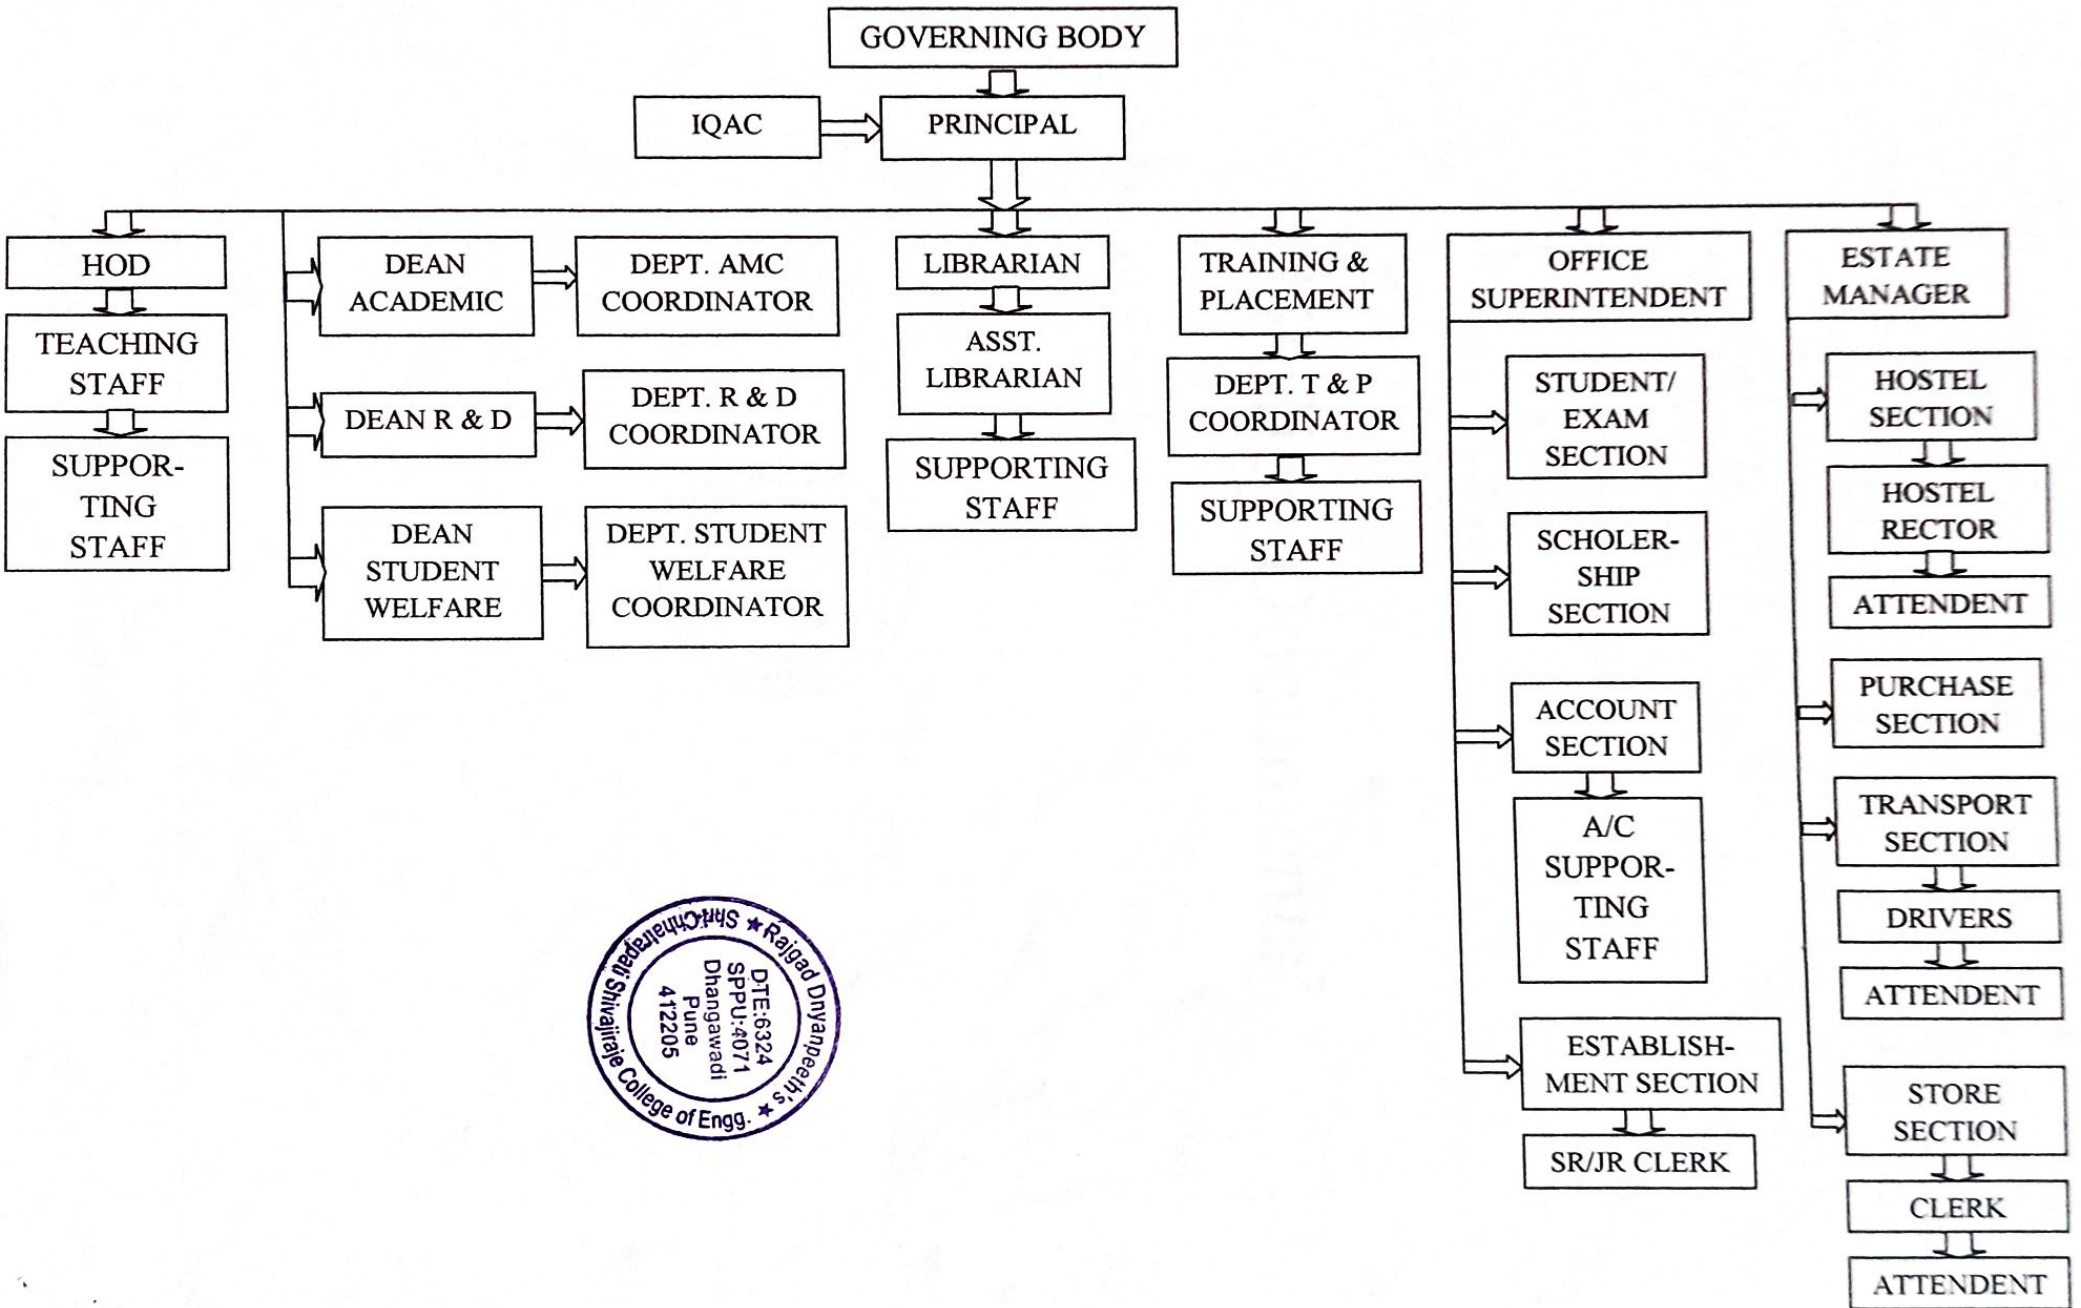 GOVERNING BODY
IQAC
PRINCIPAL
HOD
TEACHING
STAFF
SUPPOR-
TING
STAFF
DEAN
ACADEMIC
DEPT. AMC
COORDINATOR
DEAN R & D
DEPT. R & D
COORDINATOR
DEAN
STUDENT
WELFARE
DEPT. STUDENT
WELFARE
COORDINATOR
LIBRARIAN
ASST.
LIBRARIAN
SUPPORTING
STAFF
TRAINING &
PLACEMENT
DEPT. T & P
COORDINATOR
SUPPORTING
STAFF
OFFICE
SUPERINTENDENT
STUDENT/
EXAM
SECTION
SCHOLER-
SHIP
SECTION
ACCOUNT
SECTION
A/C
SUPPOR-
TING
STAFF
ESTABLISH-
MENT SECTION
SR/JR CLERK
ESTATE
MANAGER
HOSTEL
SECTION
HOSTEL
RECTOR
ATTENDENT
PURCHASE
SECTION
TRANSPORT
SECTION
DRIVERS
ATTENDENT
STORE
SECTION
CLERK
ATTENDENT
★ Rajgad Dnyanpeeth's ★
Shri Chhatrapati Shivajiraje College of Engg.
DTE:6324
SPPU:4071
Dhangawadi
Pune
412205